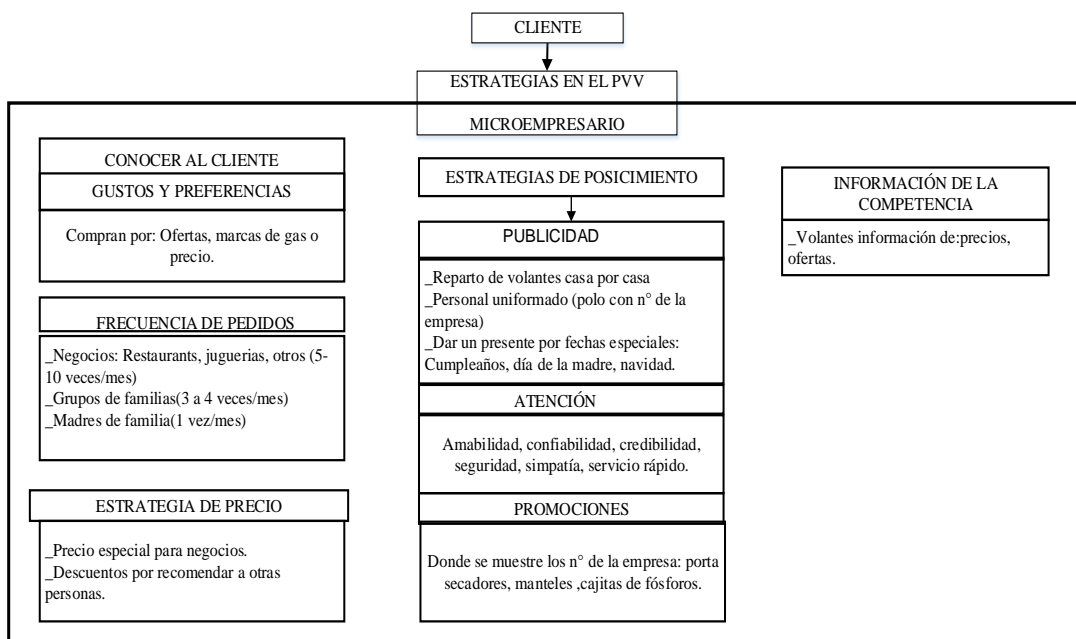 CLIENTE
ESTRATEGIAS EN EL PVV
MICROEMPRESARIO
CONOCER AL CLIENTE
GUSTOS Y PREFERENCIAS
Compran por: Ofertas, marcas de gas o
precio.
FRECUENCIA DE PEDIDOS
_Negocios: Restaurants, juguerias, otros (5-
10 veces/mes)
_Grupos de familias(3 a 4 veces/mes)
_Madres de familia(1 vez/mes)
ESTRATEGIA DE PRECIO
_Precio especial para negocios.
_Descuentos por recomendar a otras
personas.
ESTRATEGIAS DE POSICIMIENTO
PUBLICIDAD
_Reparto de volantes casa por casa
_Personal uniformado (polo con n° de la
empresa)
_Dar un presente por fechas especiales:
Cumpleaños, día de la madre, navidad.
ATENCIÓN
Amabilidad, confiabilidad, credibilidad,
seguridad, simpatía, servicio rápido.
PROMOCIONES
Donde se muestre los n° de la empresa: porta
secadores, manteles ,cajitas de fósforos.
INFORMACIÓN DE LA
COMPETENCIA
_Volantes información de:precios,
ofertas.